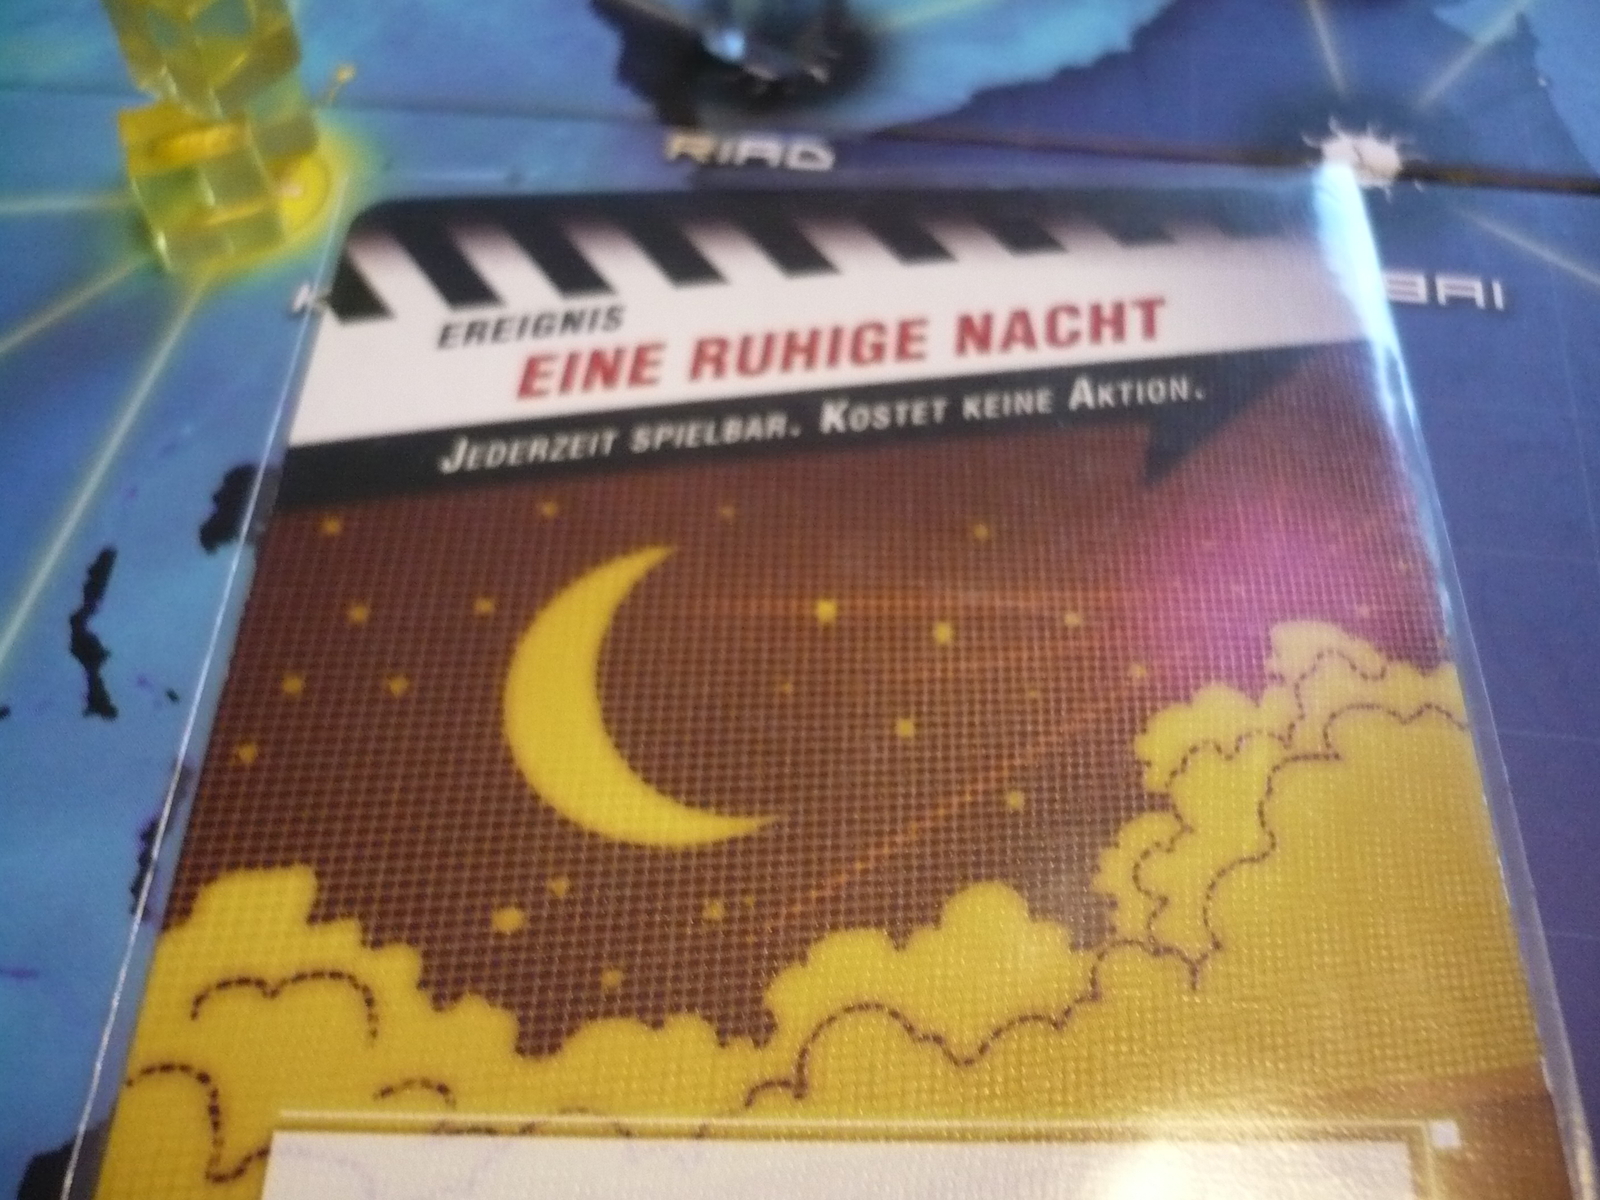 RIAD
EREIGNIS
EINE RUHIGE NACHT
JEDERZEIT SPIELBAR. KOSTET KEINE AKTION.